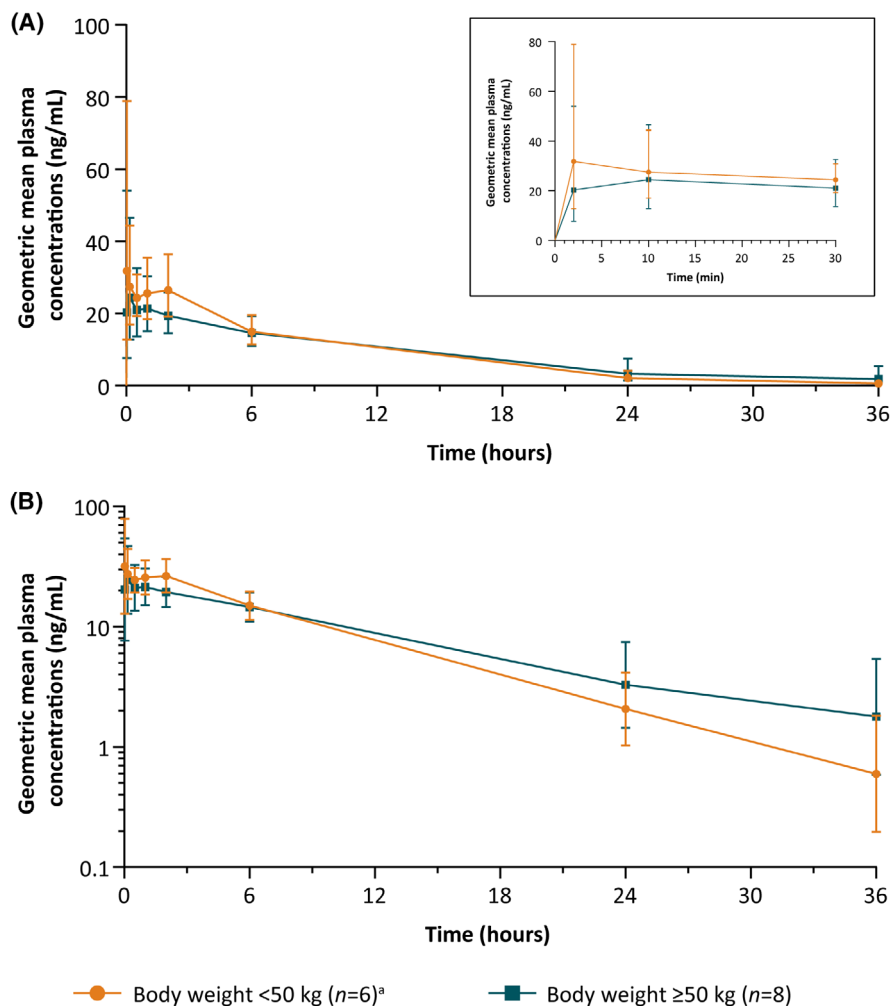 (A)
Geometric mean plasma
concentrations (ng/mL)
100
80
60
40
20
0
0 6 12 18 24 30 36
Time (hours)
Geometric mean plasma
concentrations (ng/mL)
80
60
40
20
0
0 5 10 15 20 25 30
Time (min)
(B)
Geometric mean plasma
concentrations (ng/mL)
100
10
1
0.1
0 6 12 18 24 30 36
Time (hours)
Body weight <50 kg (n=6)ᵃ
Body weight ≥50 kg (n=8)